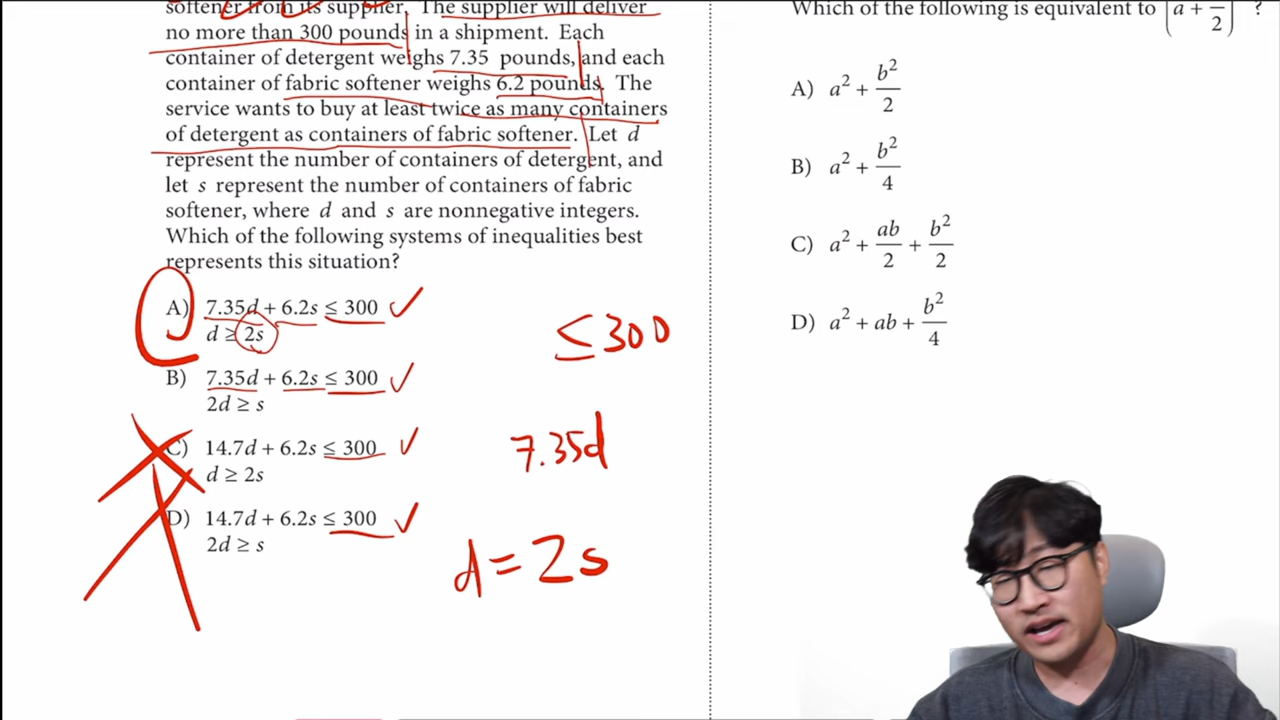 softener from its supplier. The supplier will deliver
no more than 300 pounds in a shipment. Each
container of detergent weighs 7.35 pounds, and each
container of fabric softener weighs 6.2 pounds. The
service wants to buy at least twice as many containers
of detergent as containers of fabric softener. Let d
represent the number of containers of detergent, and
let s represent the number of containers of fabric
softener, where d and s are nonnegative integers.
Which of the following systems of inequalities best
represents this situation?
A) 7.35d + 6.2s ≤ 300
d ≥ 2s
B) 7.35d + 6.2s ≤ 300
2d ≥ s
C) 14.7d + 6.2s ≤ 300
d ≥ 2s
D) 14.7d + 6.2s ≤ 300
2d ≥ s
≤300
7.35d
d = 2s
Which of the following is equivalent to (a + –/2) ?
A) a² + b²/2
B) a² + b²/4
C) a² + ab/2 + b²/2
D) a² + ab + b²/4